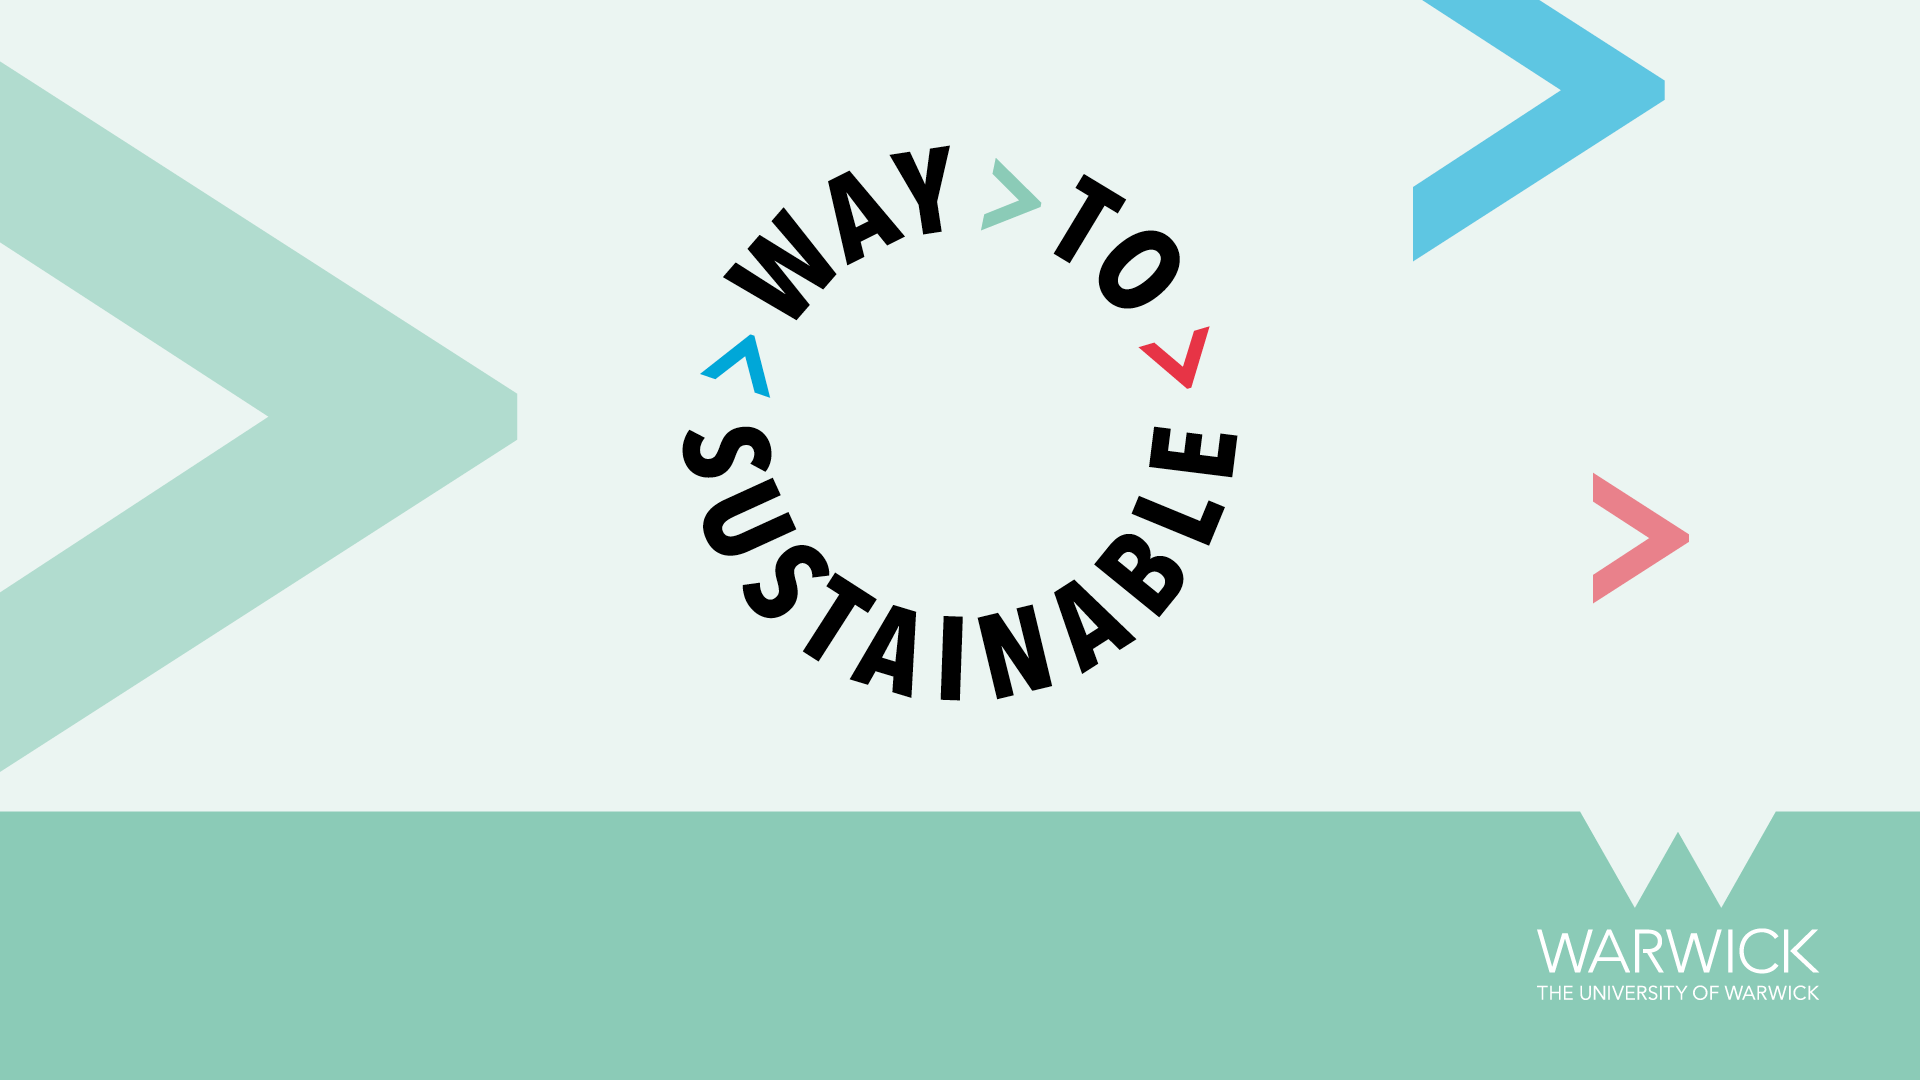 WAY > TO >
SUSTAINABLE >
WARWICK
THE UNIVERSITY OF WARWICK